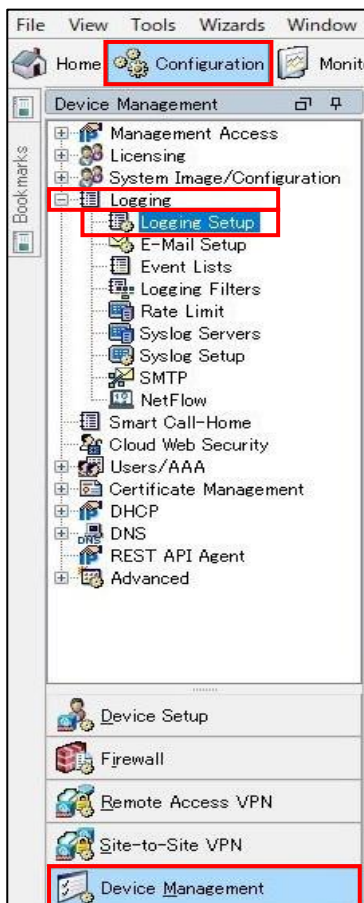 File View Tools Wizards Window
Home Configuration Monit
Bookmarks
Device Management
Management Access
Licensing
System Image/Configuration
Logging
Logging Setup
E-Mail Setup
Event Lists
Logging Filters
Rate Limit
Syslog Servers
Syslog Setup
SMTP
NetFlow
Smart Call-Home
Cloud Web Security
Users/AAA
Certificate Management
DHCP
DNS
DNS
REST API Agent
Advanced
Device Setup
Firewall
Remote Access VPN
Site-to-Site VPN
Device Management